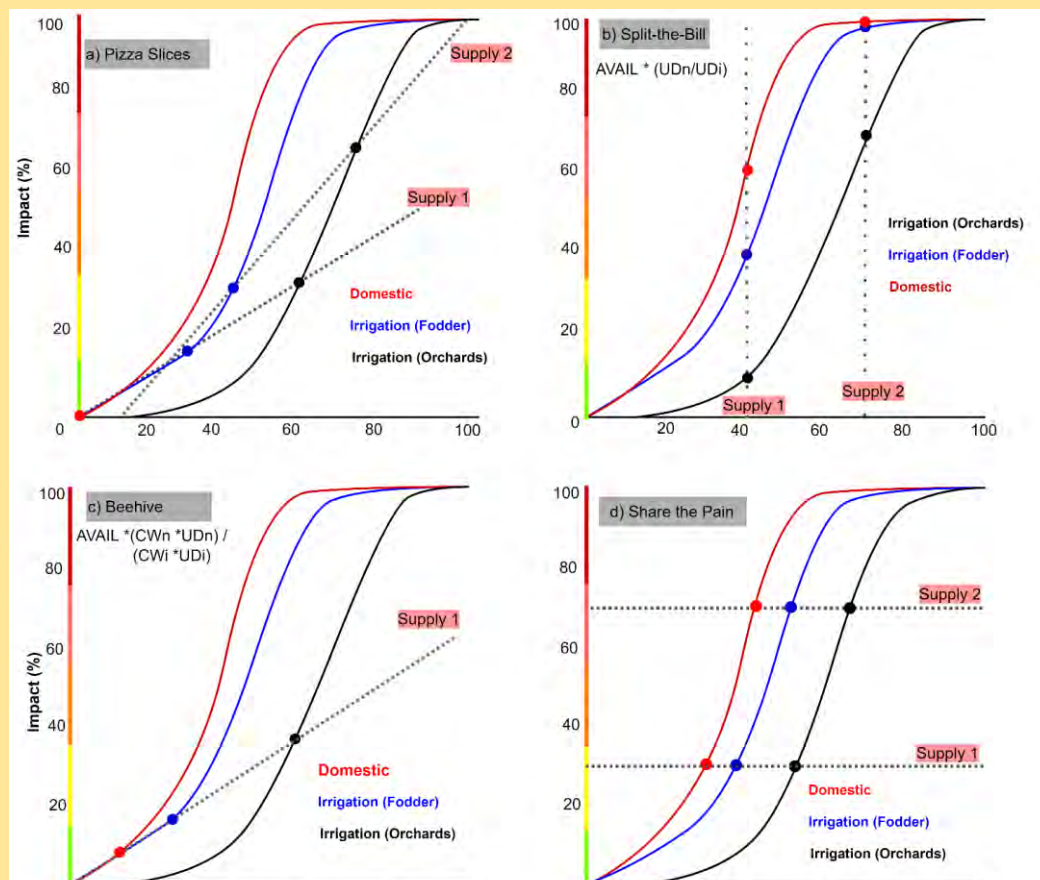 100
80
60
40
20
0
Impact (%)
a) Pizza Slices
Supply 2
Supply 1
Domestic
Irrigation (Fodder)
Irrigation (Orchards)
20
40
60
80
100
100
80
60
40
20
0
b) Split-the-Bill
AVAIL * (UDn/UDi)
Irrigation (Orchards)
Irrigation (Fodder)
Domestic
Supply 1
Supply 2
20
40
60
80
100
100
80
60
40
20
Impact (%)
c) Beehive
AVAIL *(CWn *UDn) /
(CWi *UDi)
Supply 1
Domestic
Irrigation (Fodder)
Irrigation (Orchards)
100
80
60
40
20
d) Share the Pain
Supply 2
Supply 1
Domestic
Irrigation (Fodder)
Irrigation (Orchards)